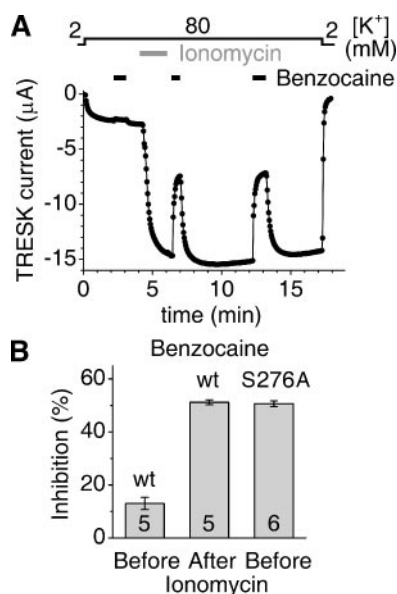 A
2 80 2 [K+]
(mM)
Ionomycin
Benzocaine
0
-5
-10
-15
TRESK current (µA)
0 5 10 15
time (min)
B
Benzocaine
60
40
20
0
Inhibition (%)
wt wt S276A
5 5 6
Before After Before
Ionomycin